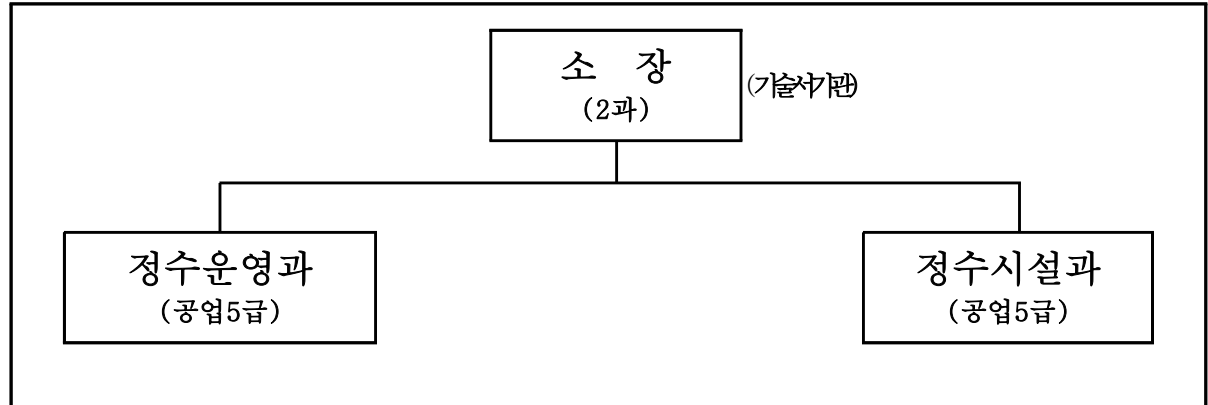 소 장
(2과)
(기술서기관)
정수운영과
(공업5급)
정수시설과
(공업5급)